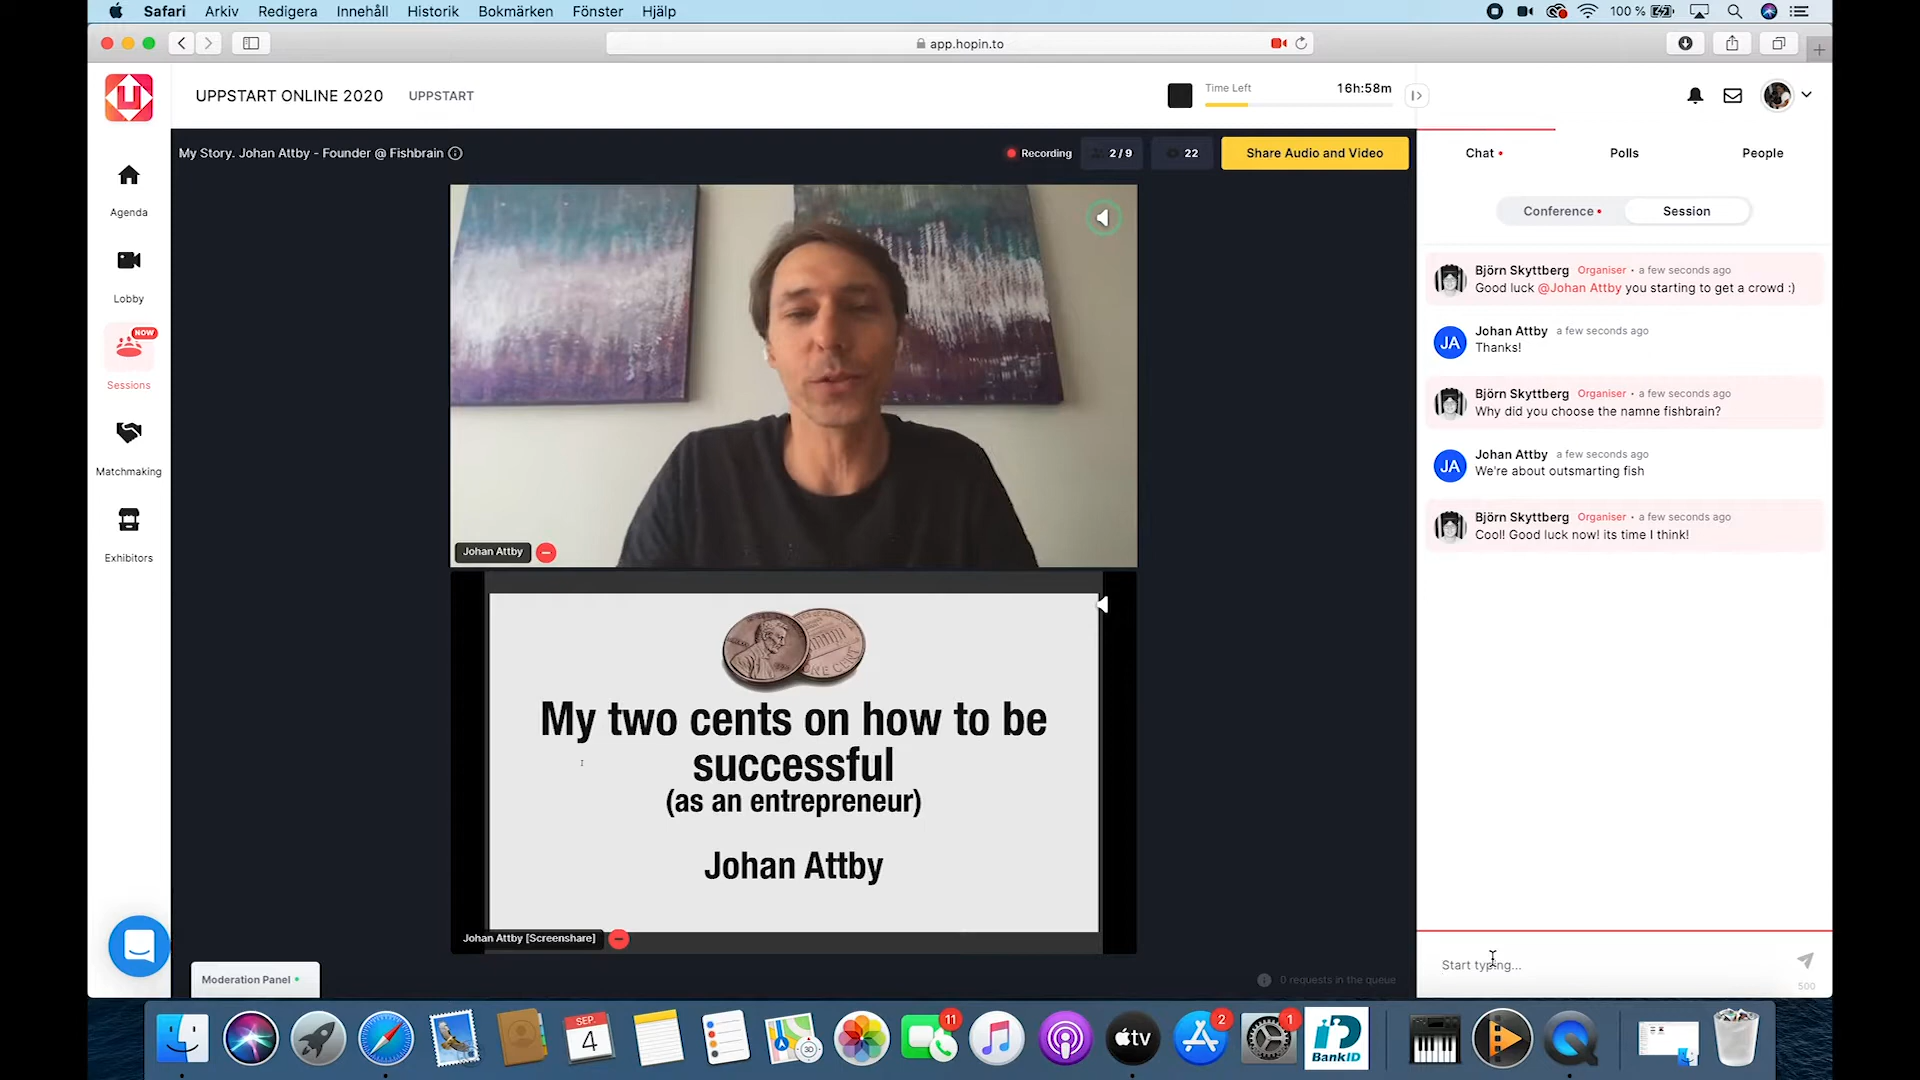 Safari Arkiv Redigera Innehåll Historik Bokmärken Fönster Hjälp 100 %
app.hopin.to
UPPSTART ONLINE 2020 UPPSTART
Time Left 16h:58m
My Story. Johan Attby - Founder @ Fishbrain
Recording 2 / 9 22 Share Audio and Video
Agenda
Lobby
NOW
Sessions
Matchmaking
Exhibitors
Johan Attby
ONE CENT
My two cents on how to be
successful
(as an entrepreneur)
Johan Attby
Johan Attby [Screenshare]
Moderation Panel
0 requests in the queue
Chat Polls People
Conference Session
Björn Skyttberg Organiser • a few seconds ago
Good luck @Johan Attby you starting to get a crowd :)
JA
Johan Attby a few seconds ago
Thanks!
Björn Skyttberg Organiser • a few seconds ago
Why did you choose the namne fishbrain?
JA
Johan Attby a few seconds ago
We're about outsmarting fish
Björn Skyttberg Organiser • a few seconds ago
Cool! Good luck now! its time I think!
Start typing...
500
SEP.
4
11
tv
2
1
iD
BankID